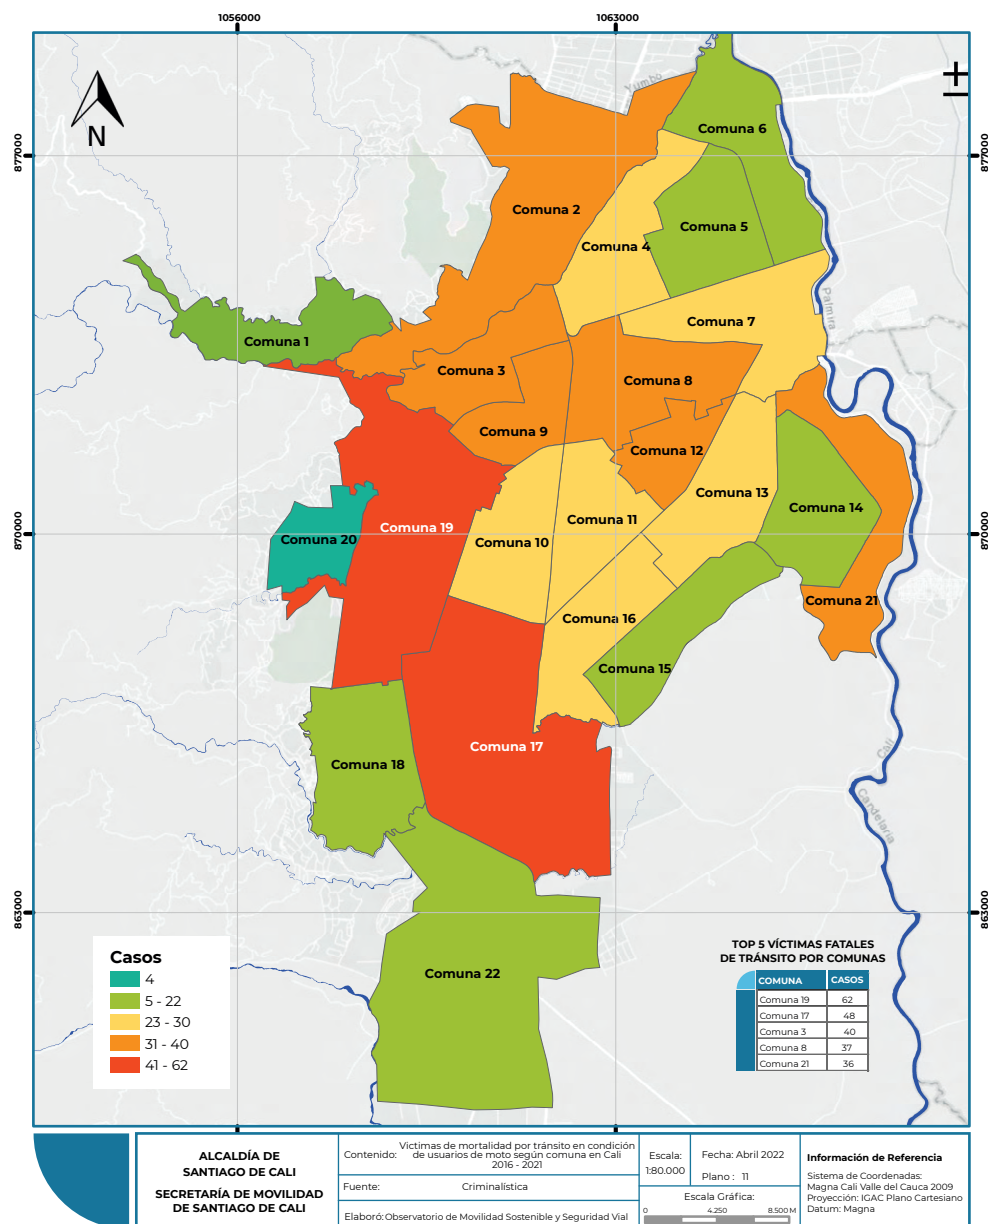 1056000
1063000
877000
877000
870000
870000
863000
863000
N
Yumbo
Palmira
Cali
Candelaria
Comuna 6
Comuna 2
Comuna 5
Comuna 4
Comuna 7
Comuna 1
Comuna 3
Comuna 8
Comuna 9
Comuna 12
Comuna 13
Comuna 14
Comuna 19
Comuna 11
Comuna 20
Comuna 10
Comuna 21
Comuna 16
Comuna 15
Comuna 17
Comuna 18
Comuna 22
Casos
4
5 - 22
23 - 30
31 - 40
41 - 62
TOP 5 VÍCTIMAS FATALES
DE TRÁNSITO POR COMUNAS
COMUNA CASOS
Comuna 19 62
Comuna 17 48
Comuna 3 40
Comuna 8 37
Comuna 21 36
ALCALDÍA DE
SANTIAGO DE CALI
SECRETARÍA DE MOVILIDAD
DE SANTIAGO DE CALI
Contenido: Víctimas de mortalidad por tránsito en condición
de usuarios de moto según comuna en Cali
2016 - 2021
Fuente: Criminalística
Elaboró: Observatorio de Movilidad Sostenible y Seguridad Vial
Escala:
1:80.000
Fecha: Abril 2022
Plano : 11
Escala Gráfica:
0 4.250 8.500 M
Información de Referencia
Sistema de Coordenadas:
Magna Cali Valle del Cauca 2009
Proyección: IGAC Plano Cartesiano
Datum: Magna